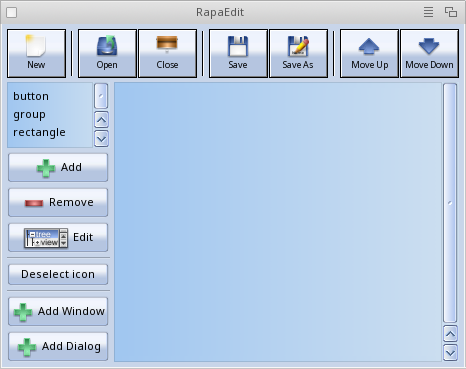 RapaEdit
New
Open
Close
Save
Save As
Move Up
Move Down
button
group
rectangle
Add
Remove
tree
view
Edit
Deselect icon
Add Window
Add Dialog